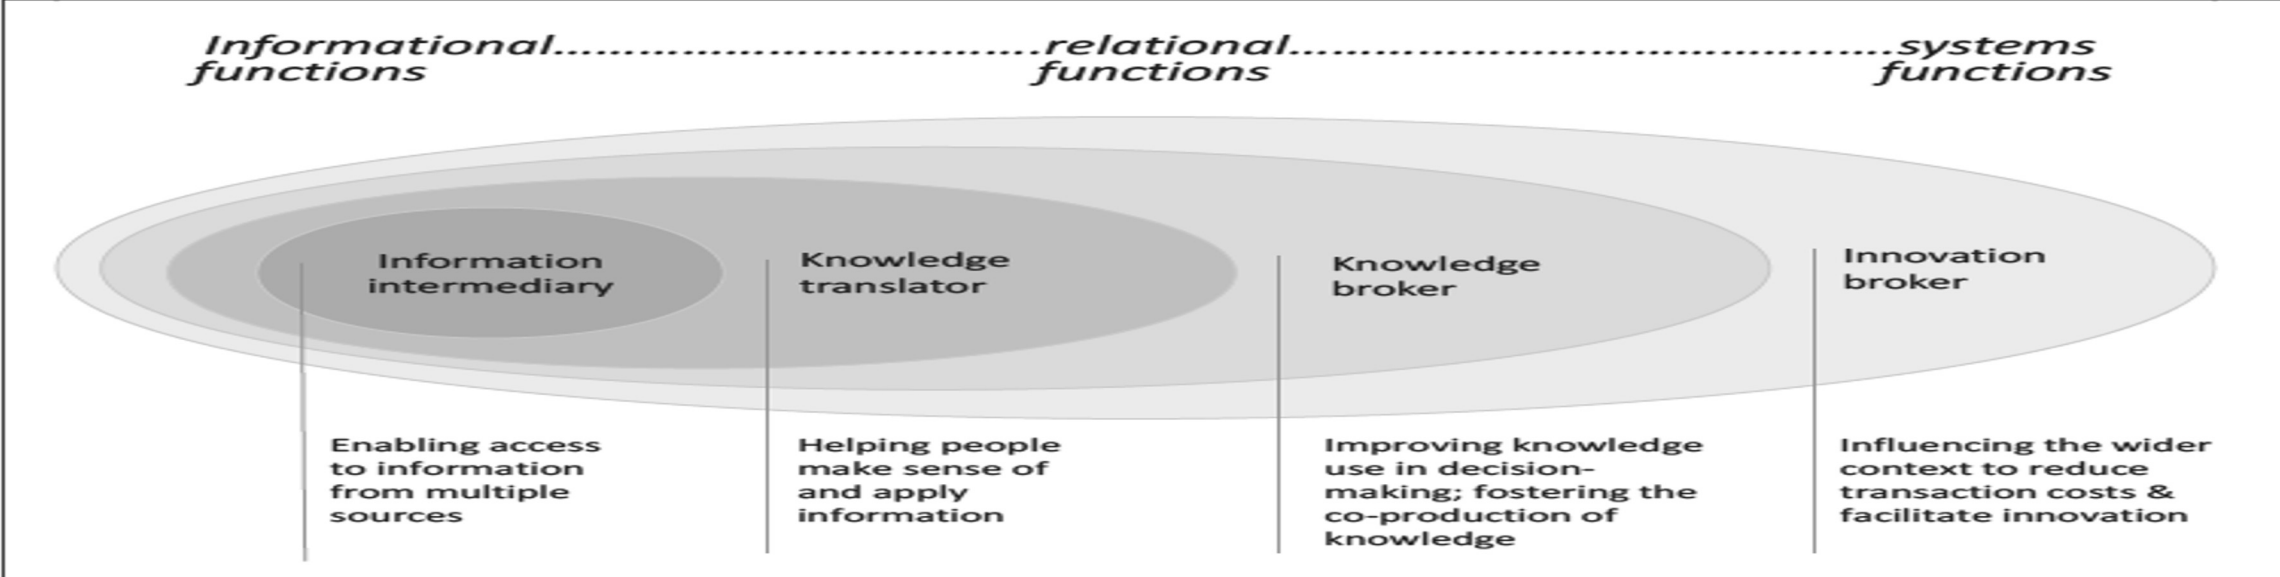 Informational.......................................relational................................................systems
functions functions functions
Information
intermediary
Knowledge
translator
Knowledge
broker
Innovation
broker
Enabling access
to information
from multiple
sources
Helping people
make sense of
and apply
information
Improving knowledge
use in decision-
making; fostering the
co-production of
knowledge
Influencing the wider
context to reduce
transaction costs &
facilitate innovation